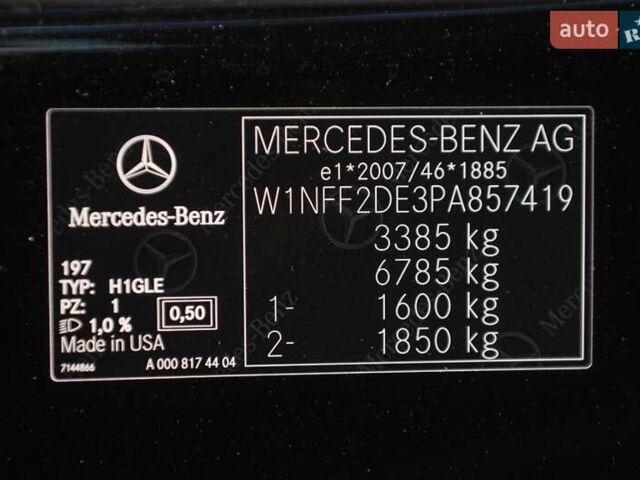 auto
Mercedes-Benz
197
TYP: H1GLE
PZ: 1
1,0 %
0,50
Made in USA
7144866
A 000 817 44 04
MERCEDES-BENZ AG
e1*2007/46*1885
W1NFF2DE3PA857419
3385 kg
6785 kg
1- 1600 kg
2- 1850 kg